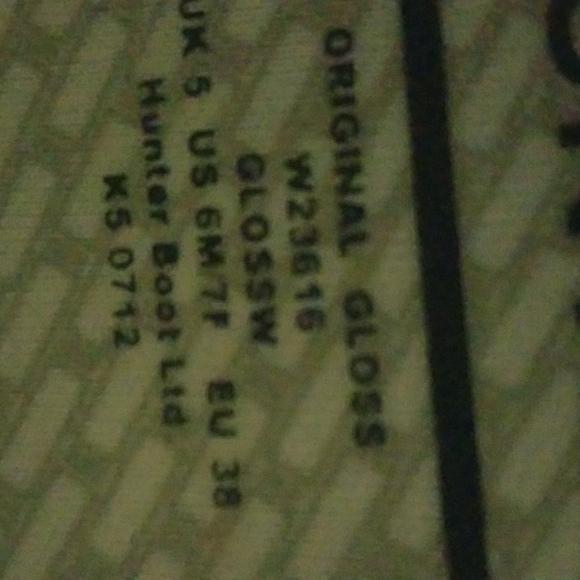 ORIGINAL GLOSS
W23616
GLOSSW
UK 5 US 6M 7F EU 38
Hunter Boot Ltd
K5 0712